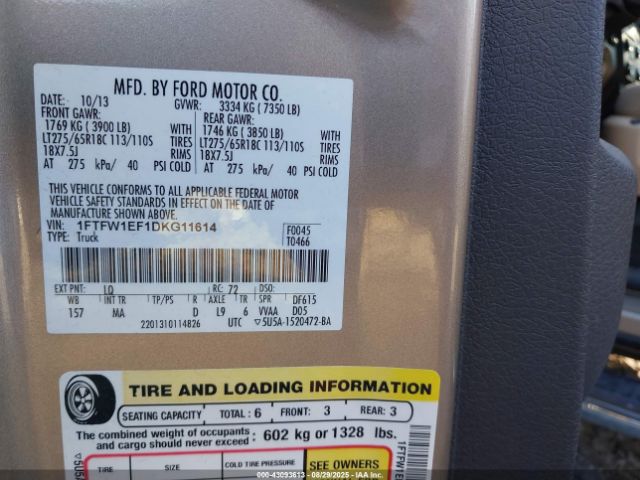 MFD. BY FORD MOTOR CO.
DATE: 10/13 GVWR: 3334 KG ( 7350 LB)
FRONT GAWR: REAR GAWR:
1769 KG ( 3900 LB) WITH 1746 KG ( 3850 LB) WITH
LT275/65R18C 113/110S TIRES LT275/65R18C 113/110S TIRES
18X7.5J RIMS 18X7.5J RIMS
AT 275 kPa/ 40 PSI COLD AT 275 kPa/ 40 PSI COLD
THIS VEHICLE CONFORMS TO ALL APPLICABLE FEDERAL MOTOR
VEHICLE SAFETY STANDARDS IN EFFECT ON THE DATE OF
MANUFACTURE SHOWN ABOVE.
VIN: 1FTFW1EF1DKG11614 F0045
TYPE: Truck T0466
EXT PNT: LQ RC: 72 DSO:
WB INT TR TP/PS R AXLE TR SPR DF615
157 MA D L9 6 VVAA D05
2201310114826 UTC ▽5U5A-1520472-BA
TIRE AND LOADING INFORMATION
SEATING CAPACITY TOTAL : 6 FRONT: 3 REAR: 3
The combined weight of occupants and cargo should never exceed : 602 kg or 1328 lbs.
TIRE SIZE COLD TIRE PRESSURE SEE OWNERS
▽5U5A
1FTFW1E
-- 000-43093613 - 08/29/2025 - IAA Inc. --